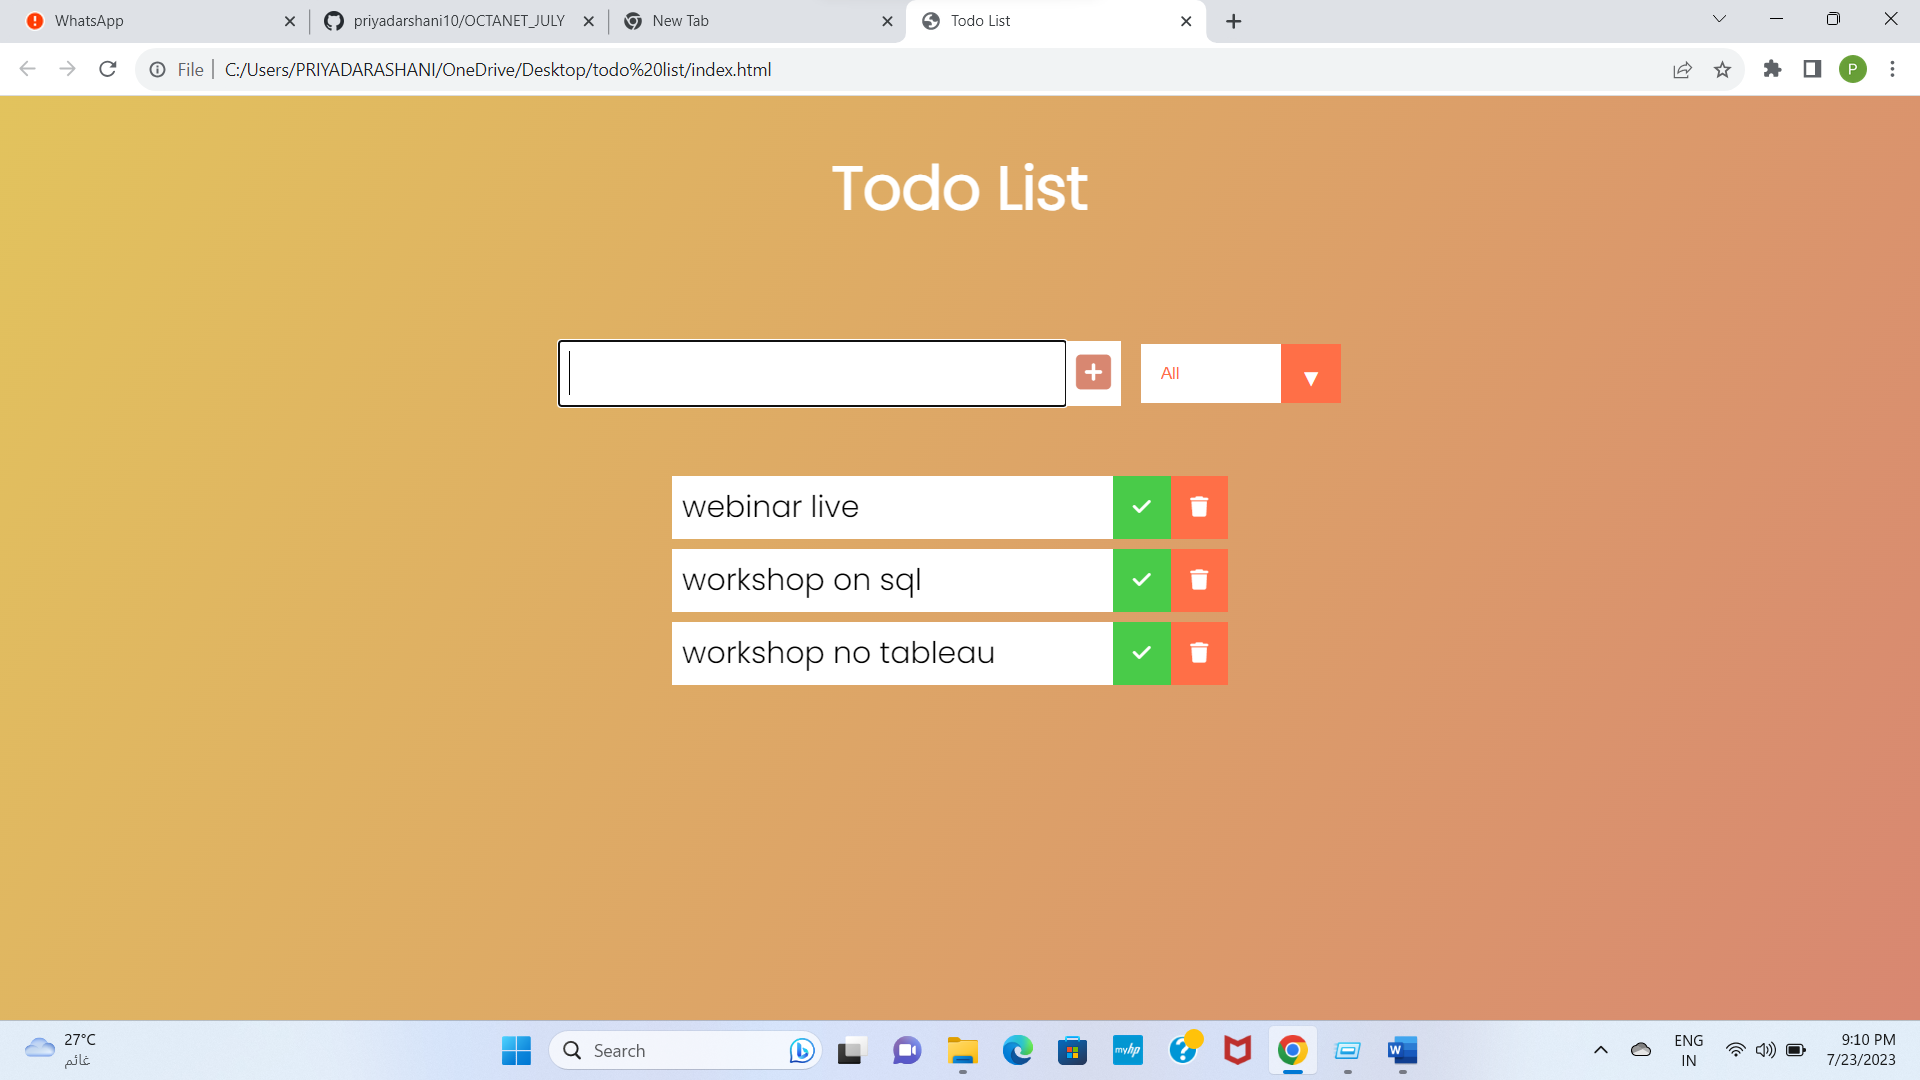 WhatsApp
priyadarshani10/OCTANET_JULY
New Tab
Todo List
File
C:/Users/PRIYADARASHANI/OneDrive/Desktop/todo%20list/index.html
P
Todo List
All
webinar live
workshop on sql
workshop no tableau
27°C
غائم
Search
myhp
W
ENG
IN
9:10 PM
7/23/2023